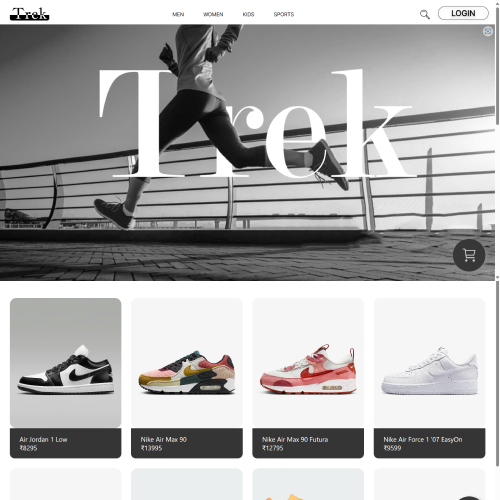 Trek
MEN WOMEN KIDS SPORTS
LOGIN
Trek
Air Jordan 1 Low
₹8295
Nike Air Max 90
₹13995
Nike Air Max 90 Futura
₹12795
Nike Air Force 1 '07 EasyOn
₹9599